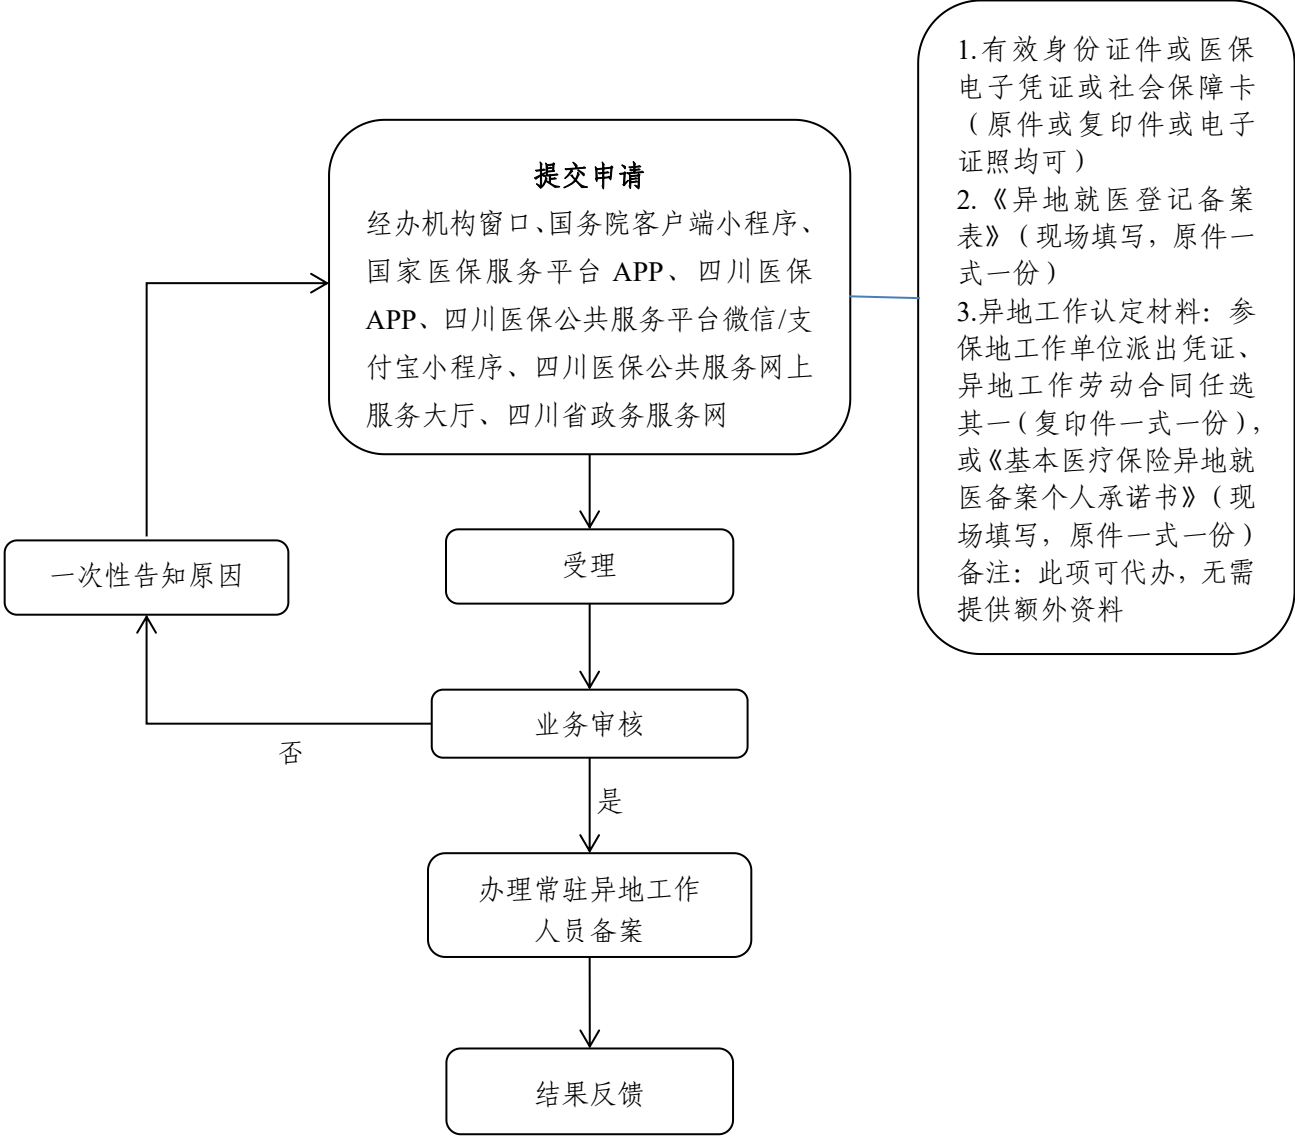 提交申请
经办机构窗口、国务院客户端小程序、
国家医保服务平台 APP、四川医保
APP、四川医保公共服务平台微信/支
付宝小程序、四川医保公共服务网上
服务大厅、四川省政务服务网
1.有效身份证件或医保
电子凭证或社会保障卡
（原件或复印件或电子
证照均可）
2.《异地就医登记备案
表》（现场填写，原件一
式一份）
3.异地工作认定材料：参
保地工作单位派出凭证、
异地工作劳动合同任选
其一（复印件一式一份），
或《基本医疗保险异地就
医备案个人承诺书》（现
场填写，原件一式一份）
备注：此项可代办，无需
提供额外资料
受理
一次性告知原因
业务审核
否
是
办理常驻异地工作
人员备案
结果反馈